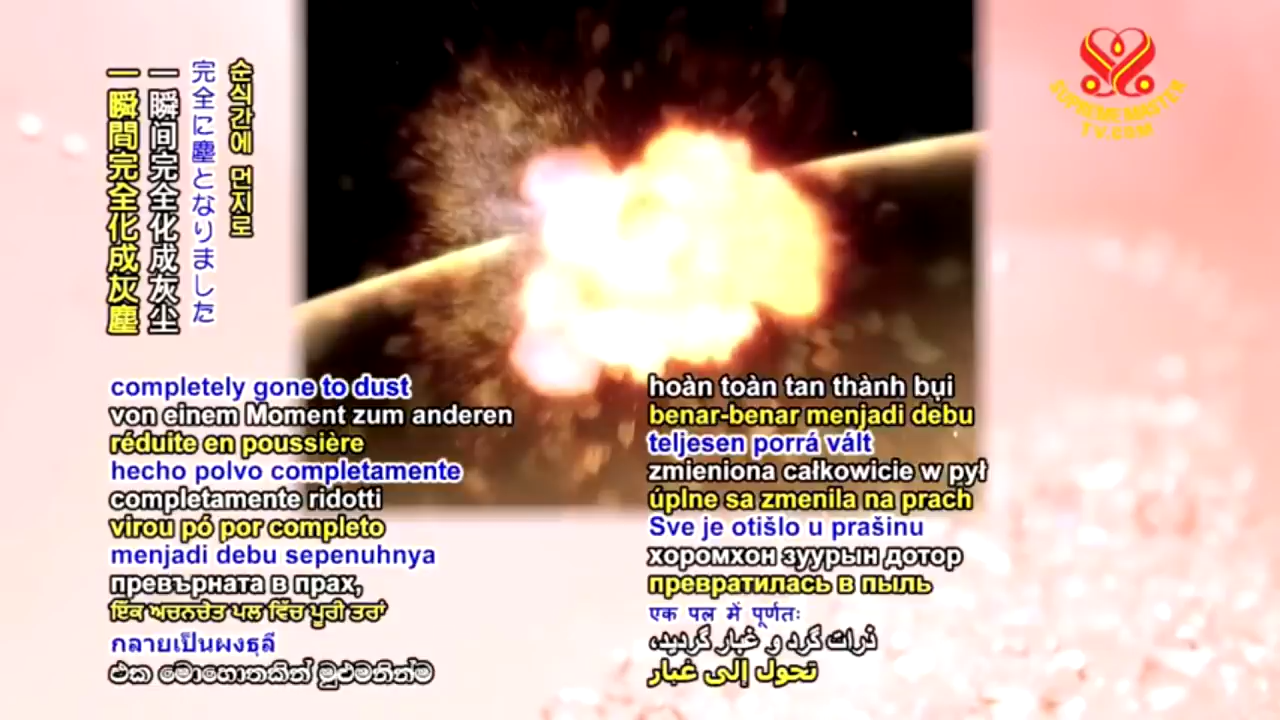 순식간에 먼지로
完全に塵となりました
一瞬间完全化成灰尘
一瞬間完全化成灰塵
SUPREME MASTER
TV.COM
completely gone to dust
von einem Moment zum anderen
réduite en poussière
hecho polvo completamente
completamente ridotti
virou pó por completo
menjadi debu sepenuhnya
превърната в прах,
ਇੱਕ ਅਚਨਚੇਤ ਪਲ ਵਿੱਚ ਪੂਰੀ ਤਰਾਂ
กลายเป็นผงธุลี
එක මොහොතකින් මුළුමනින්ම
hoàn toàn tan thành bụi
benar-benar menjadi debu
teljesen porrá vált
zmieniona całkowicie w pył
úplne sa zmenila na prach
Sve je otišlo u prašinu
хоромхон зуурын дотор
превратилась в пыль
एक पल में पूर्णतः
ذرات گرد و غبار گردید،
تحول إلى غبار